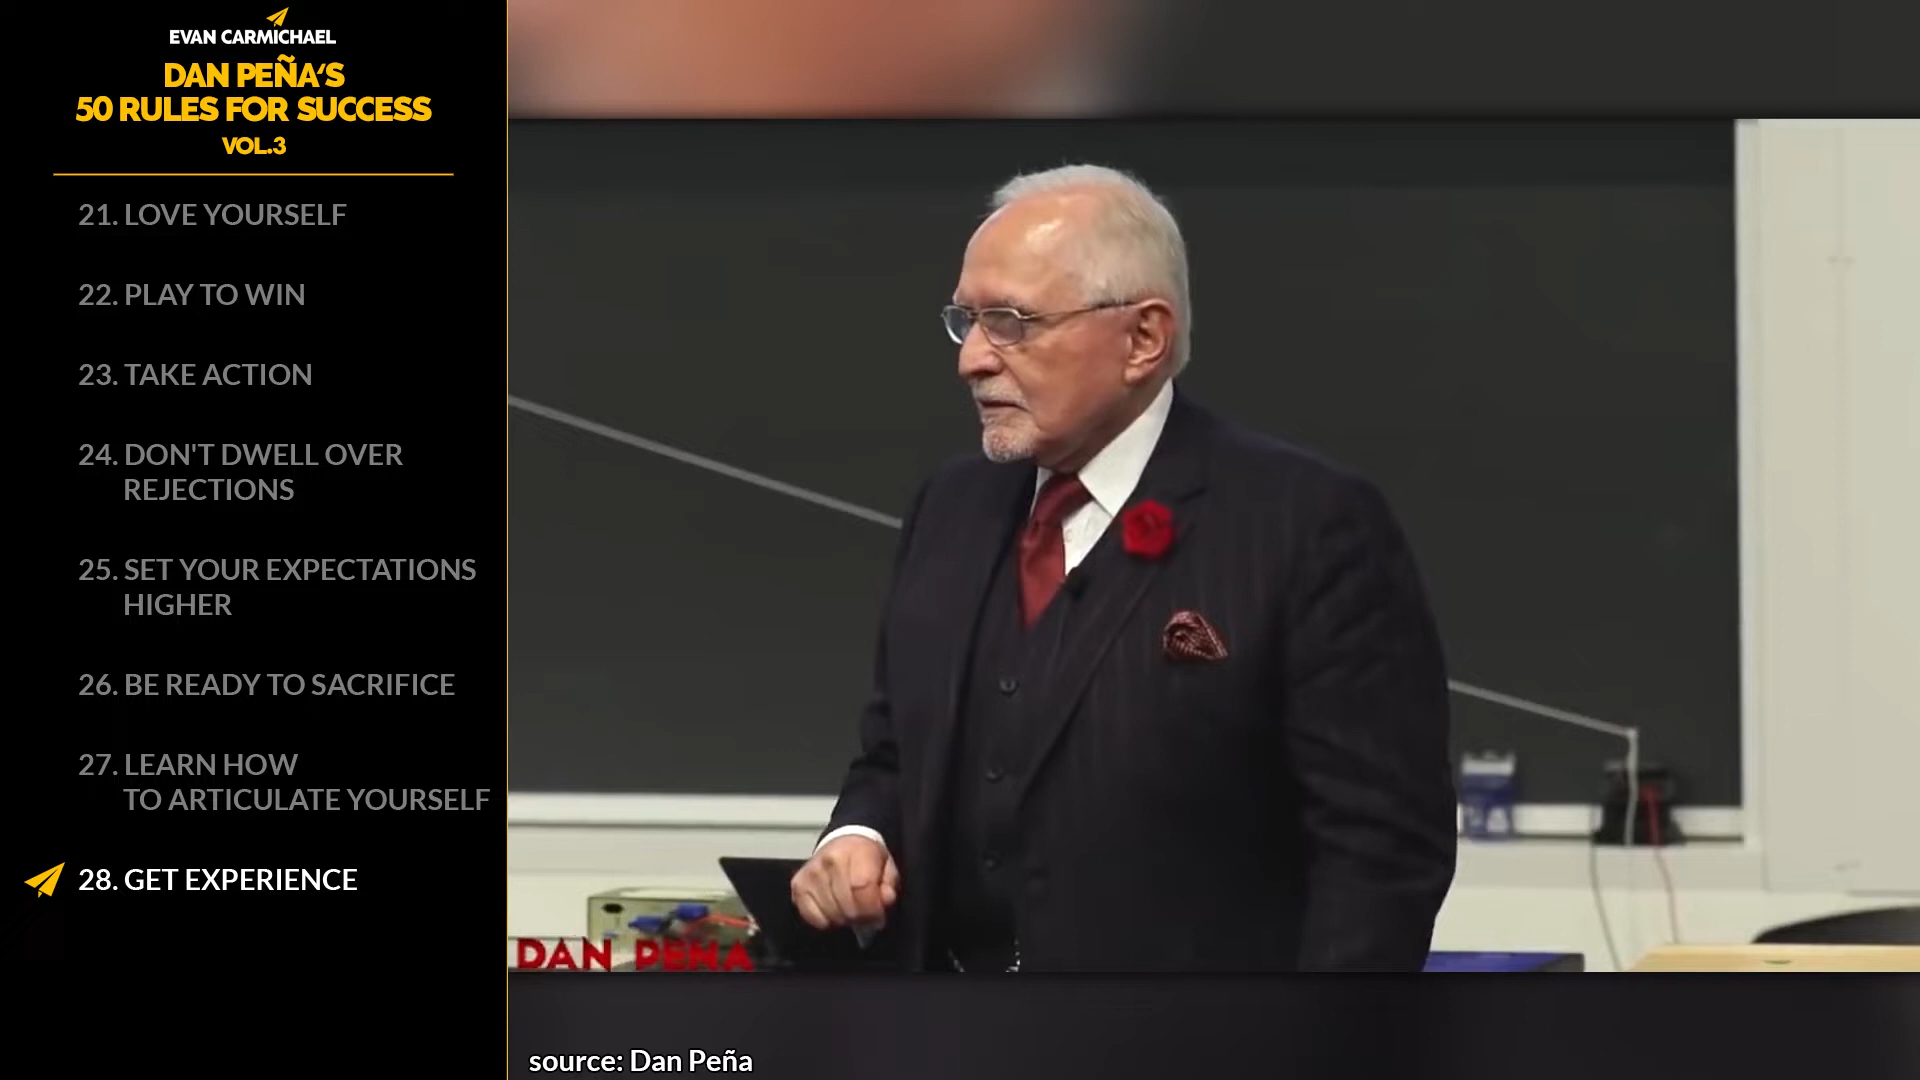 EVAN CARMICHAEL
DAN PEÑA'S
50 RULES FOR SUCCESS
VOL.3
21. LOVE YOURSELF
22. PLAY TO WIN
23. TAKE ACTION
24. DON'T DWELL OVER
REJECTIONS
25. SET YOUR EXPECTATIONS
HIGHER
26. BE READY TO SACRIFICE
27. LEARN HOW
TO ARTICULATE YOURSELF
28. GET EXPERIENCE
DAN PEÑA
source: Dan Peña